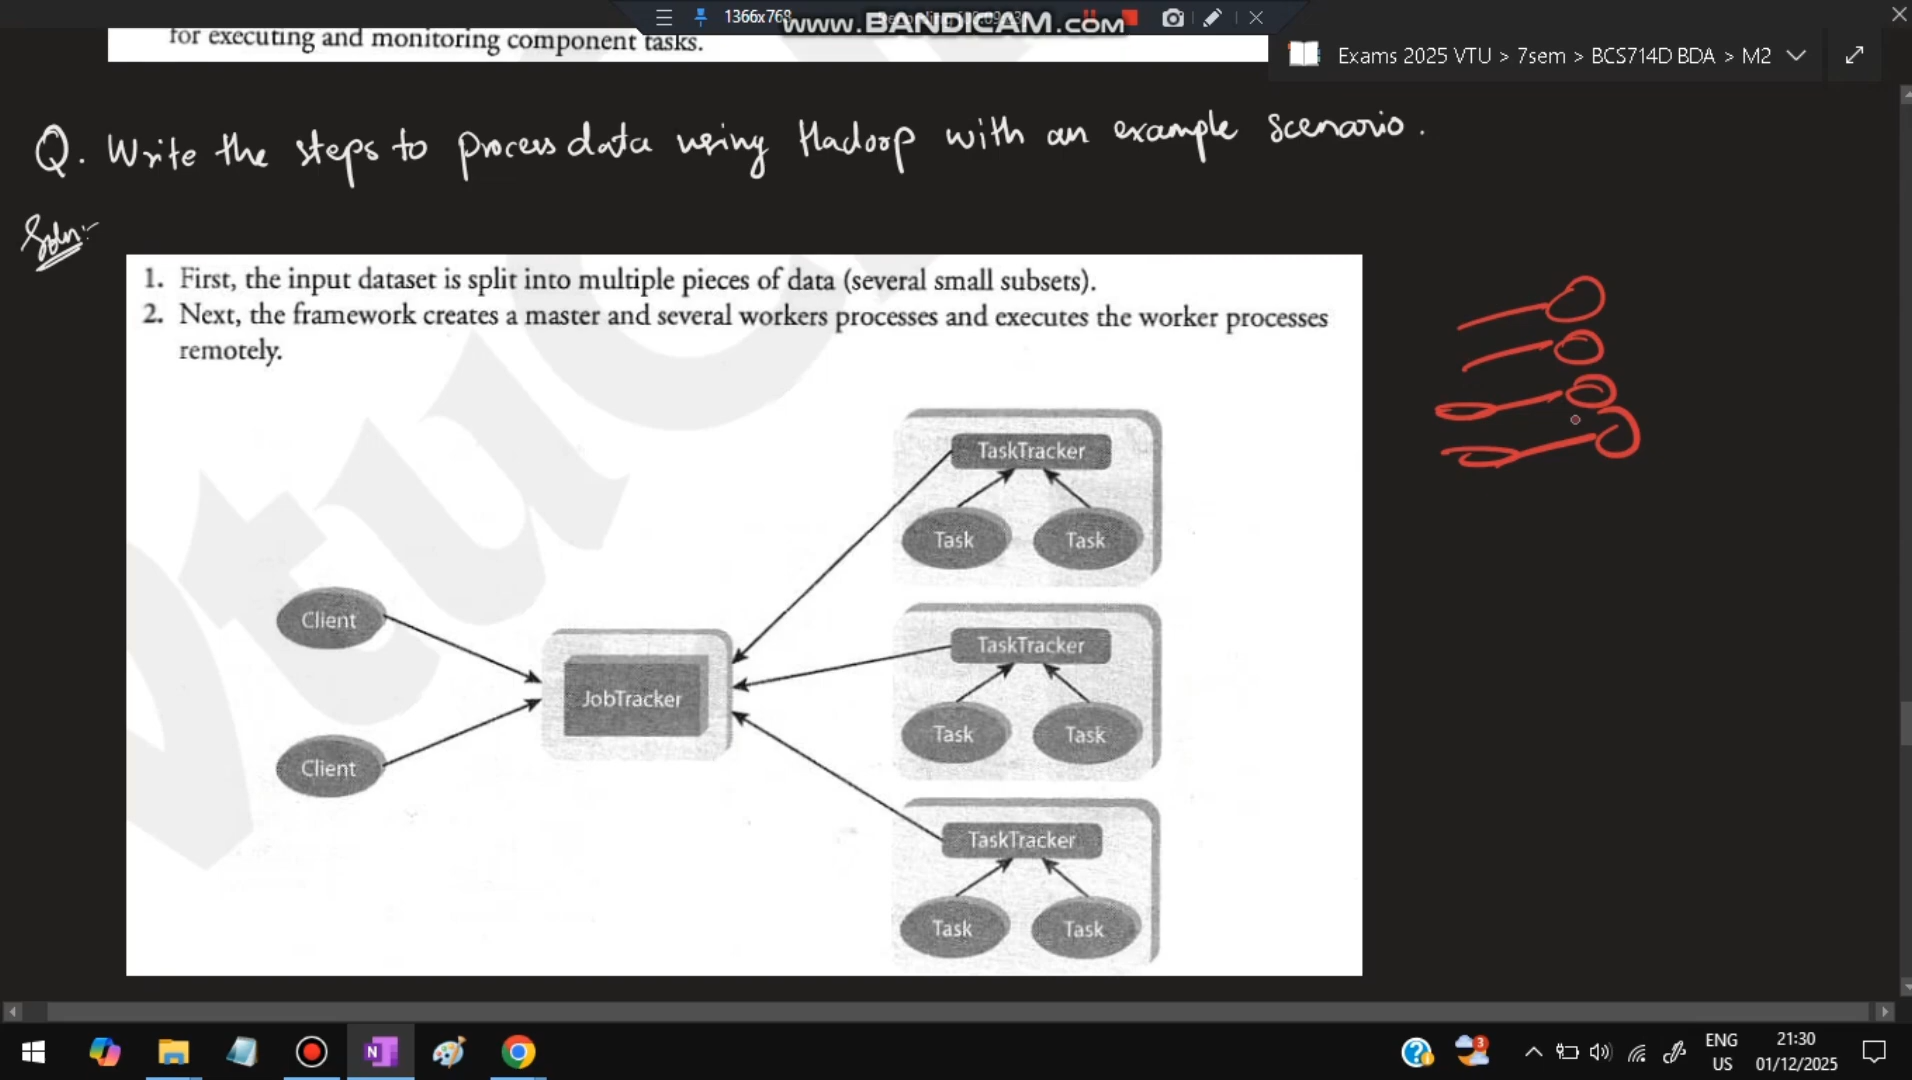 1366x768
www.BANDICAM.com
for executing and monitoring component tasks.
Exams 2025 VTU > 7sem > BCS714D BDA > M2
Q. Write the steps to process data using Hadoop with an example scenario.
Soln:-
1. First, the input dataset is split into multiple pieces of data (several small subsets).
2. Next, the framework creates a master and several workers processes and executes the worker processes
remotely.
TaskTracker
Task Task
Client
JobTracker
TaskTracker
Task Task
Client
TaskTracker
Task Task
3
ENG
US
21:30
01/12/2025